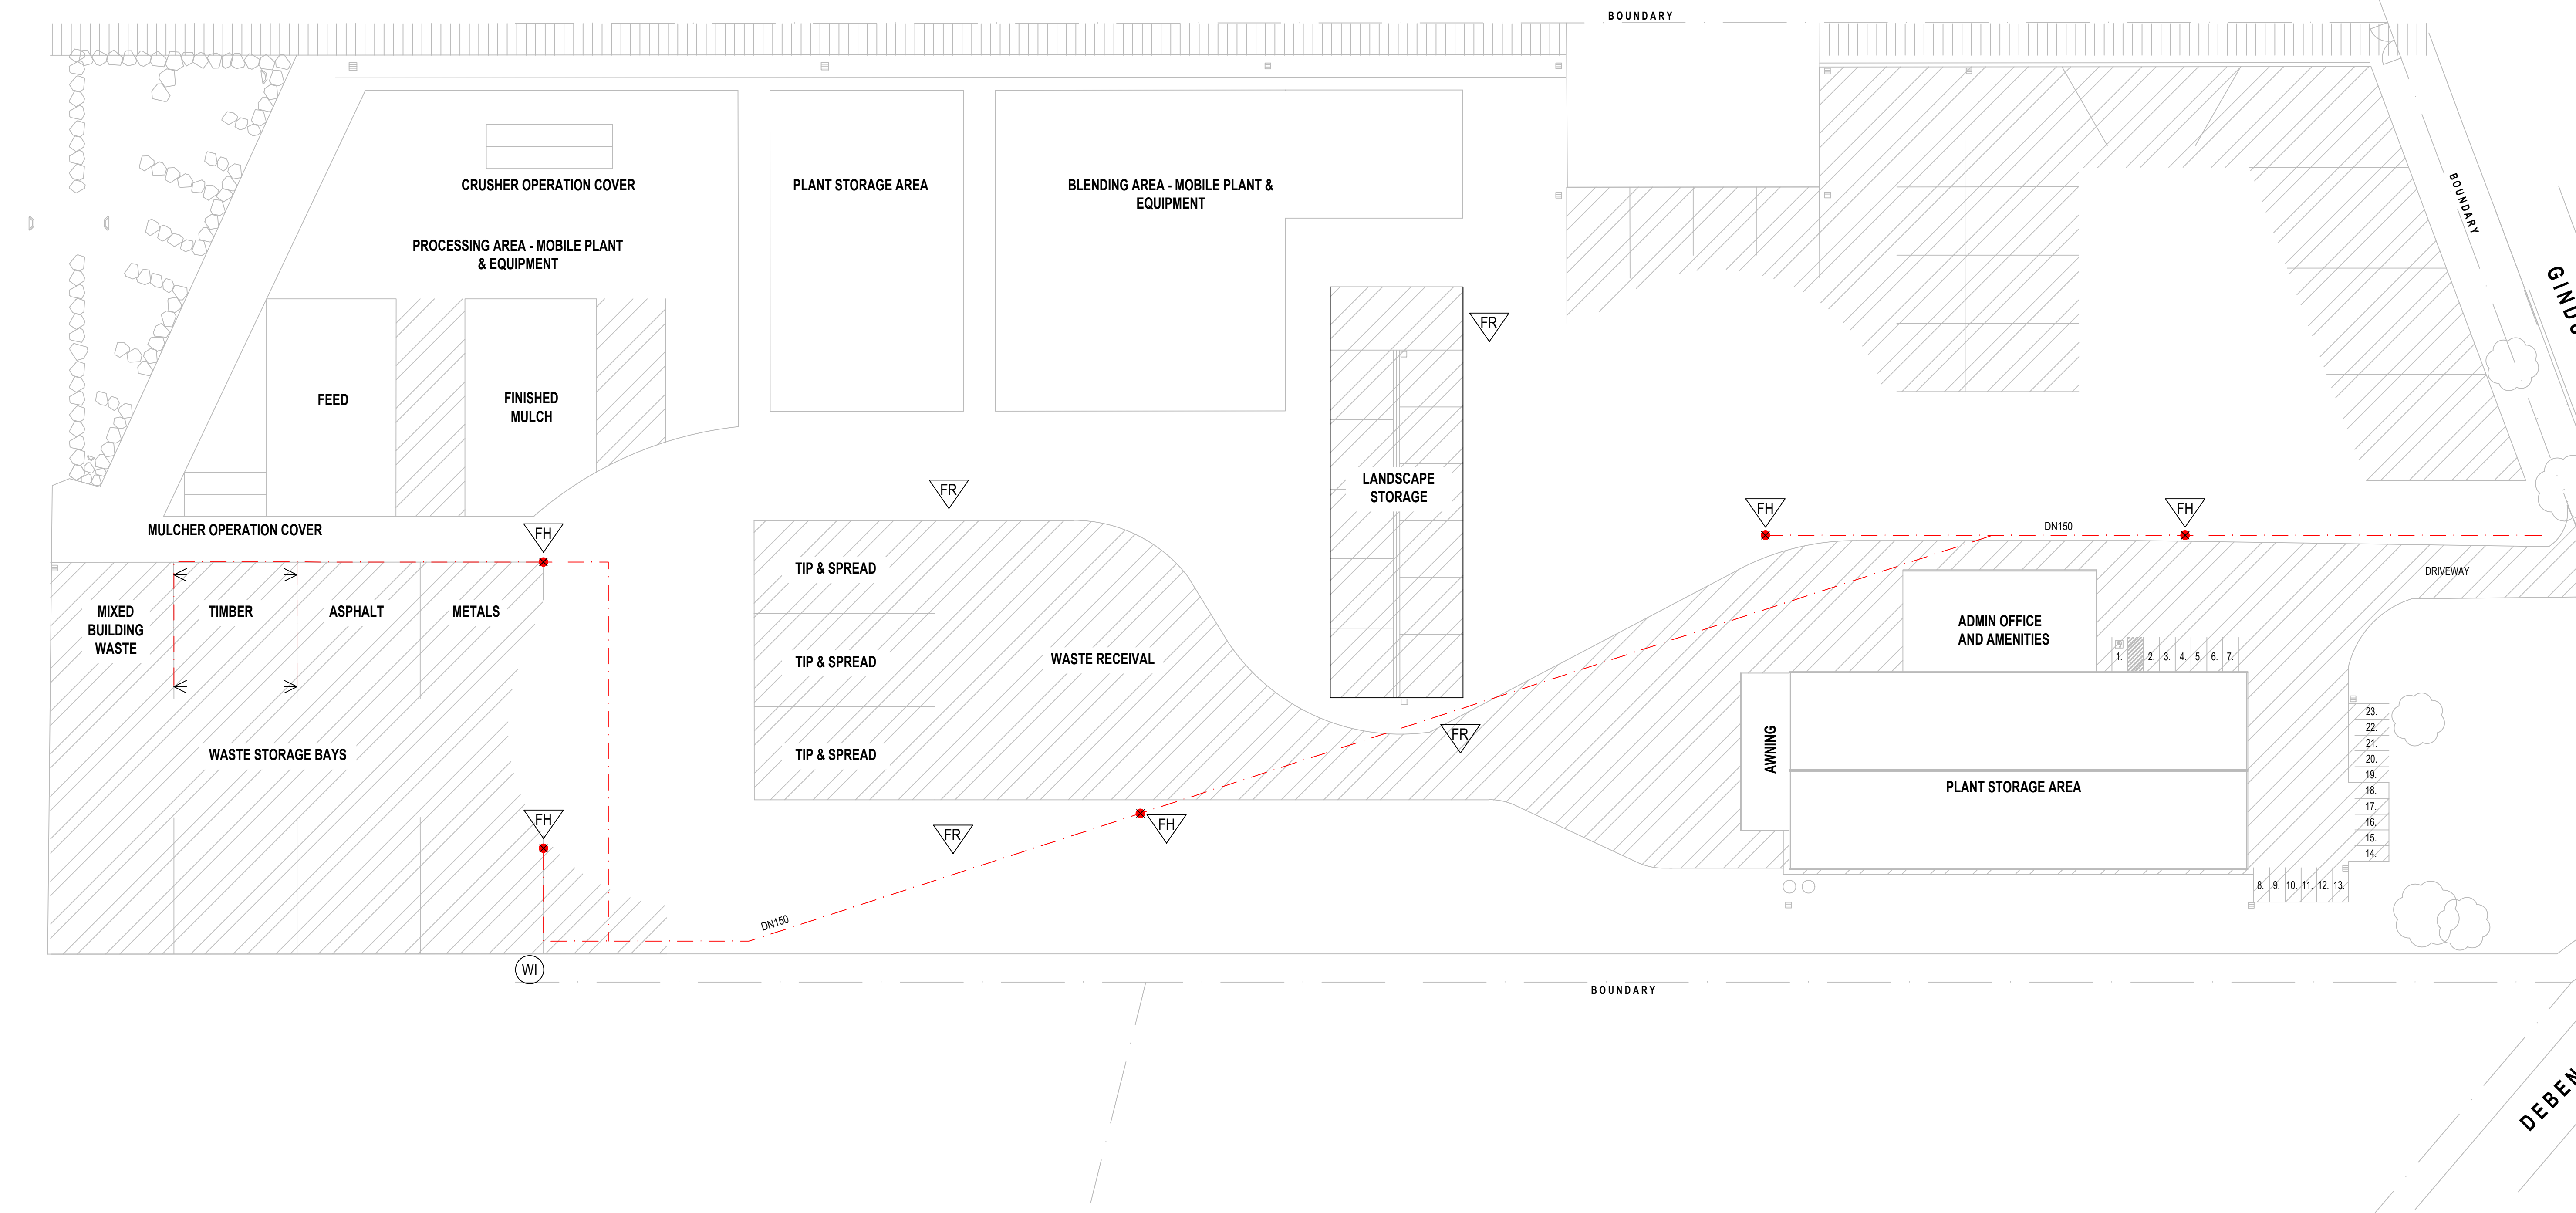 BOUNDARY
CRUSHER OPERATION COVER
PLANT STORAGE AREA
BLENDING AREA - MOBILE PLANT &
EQUIPMENT
BOUNDARY
PROCESSING AREA - MOBILE PLANT
& EQUIPMENT
FR
FEED
FINISHED
MULCH
LANDSCAPE
STORAGE
FR
FH
FH
MULCHER OPERATION COVER
FH
DN150
TIP & SPREAD
DRIVEWAY
MIXED
BUILDING
WASTE
TIMBER
ASPHALT
METALS
ADMIN OFFICE
AND AMENITIES
TIP & SPREAD
WASTE RECEIVAL
1.
2.
3.
4.
5.
6.
7.
23.
22.
21.
20.
19.
18.
17.
16.
15.
14.
FR
AWNING
WASTE STORAGE BAYS
TIP & SPREAD
PLANT STORAGE AREA
FH
FR
FH
8.
9.
10.
11.
12.
13.
DN150
WI
BOUNDARY